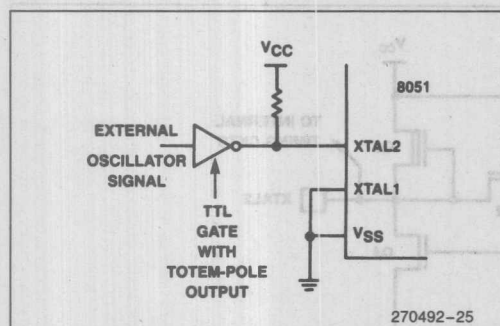 VCC
8051
EXTERNAL
OSCILLATOR
SIGNAL
XTAL2
XTAL1
VSS
TTL
GATE
WITH
TOTEM-POLE
OUTPUT
270492-25